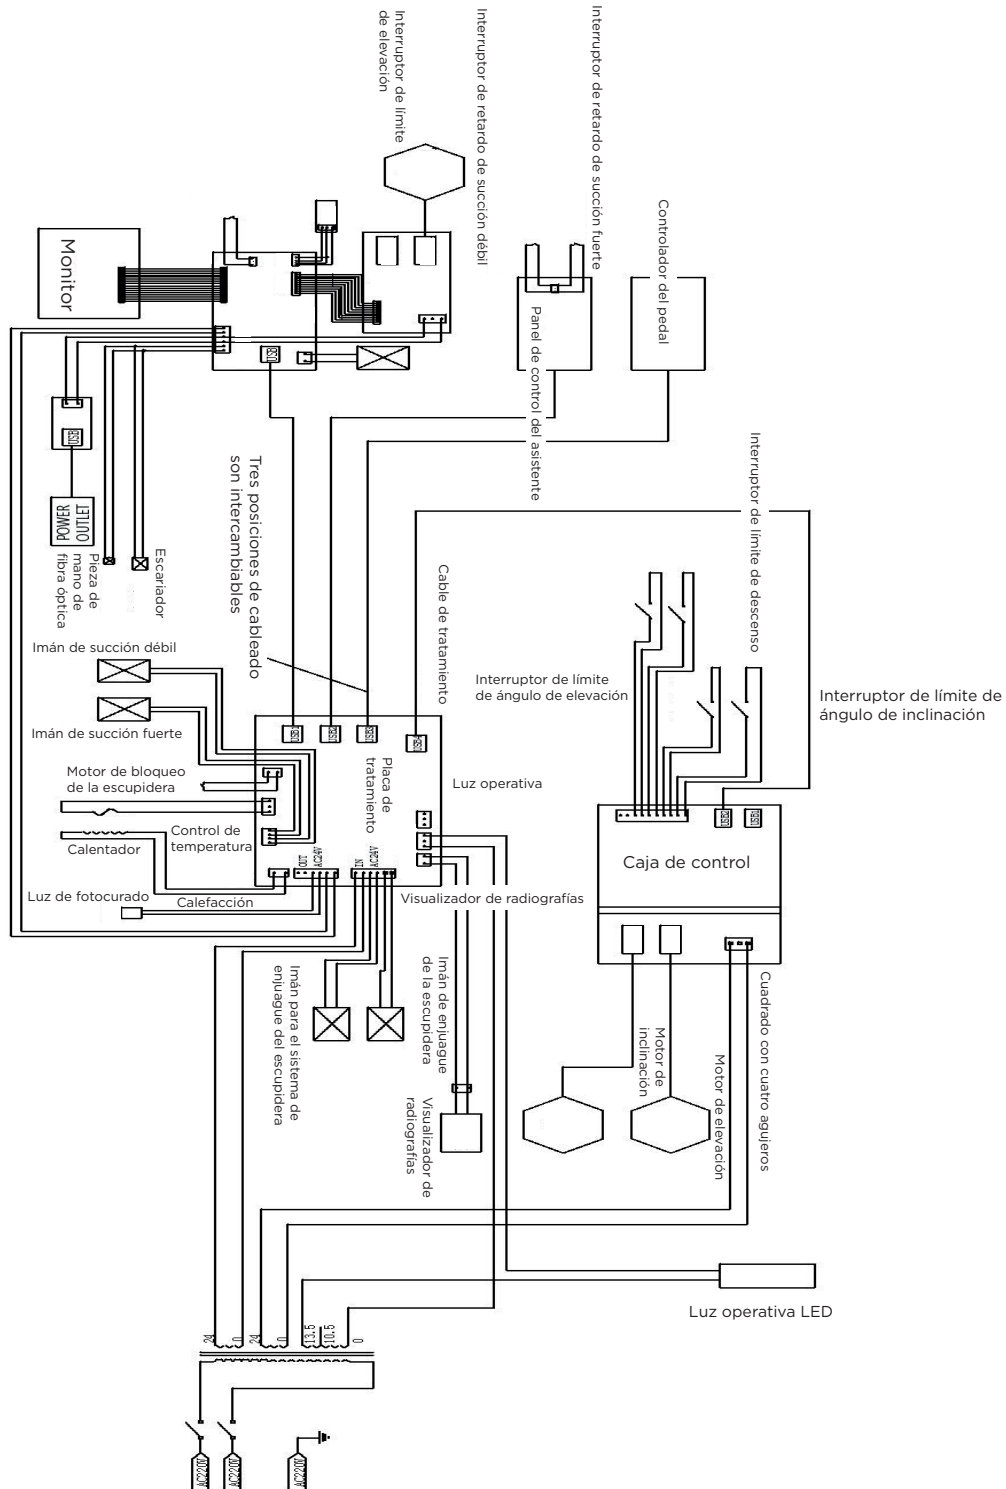 Interruptor de límite
de elevación
Interruptor de retardo de succión débil
Interruptor de retardo de succión fuerte
Controlador del pedal
Monitor
Panel de control del asistente
Interruptor de límite de descenso
Tres posiciones de cableado
son intercambiables
Cable de tratamiento
POWER
OUTLET
Pieza de
mano de
fibra óptica
Escariador
Imán de succión débil
Imán de succión fuerte
Motor de bloqueo
de la escupidera
Calentador
Control de
temperatura
Luz de fotocurado
Calefacción
Placa de
tratamiento
Luz operativa
AC24V
OUT
AC24V
IN
Visualizador de radiografías
Interruptor de límite
de ángulo de elevación
Interruptor de límite de
ángulo de inclinación
Caja de control
Imán para el sistema de
enjuague del escupidera
Imán de enjuague
de la escupidera
Visualizador de
radiografías
Motor de
inclinación
Motor de elevación
Cuadrado con cuatro agujeros
Luz operativa LED
24
0
24
0
13.5
10.5
0
AC220V
AC220V
AC220V